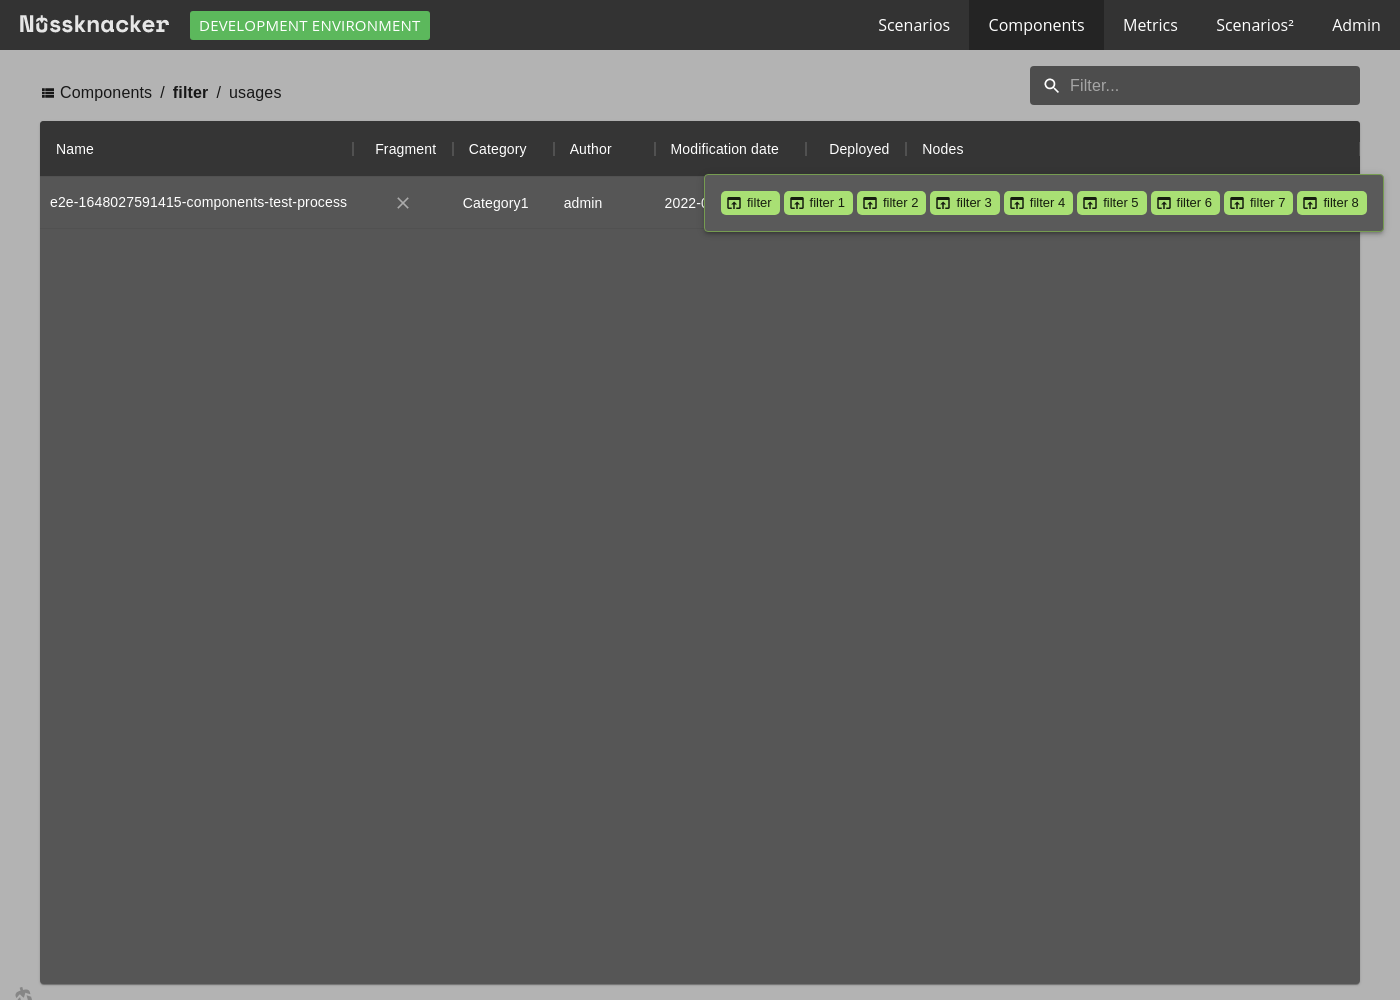 Nussknacker DEVELOPMENT ENVIRONMENT Scenarios Components Metrics Scenarios² Admin
Components / filter / usages Filter...
Name Fragment Category Author Modification date Deployed Nodes
e2e-1648027591415-components-test-process Category1 admin filter filter 1 filter 2 filter 3 filter 4 filter 5 filter 6 filter 7 filter 8